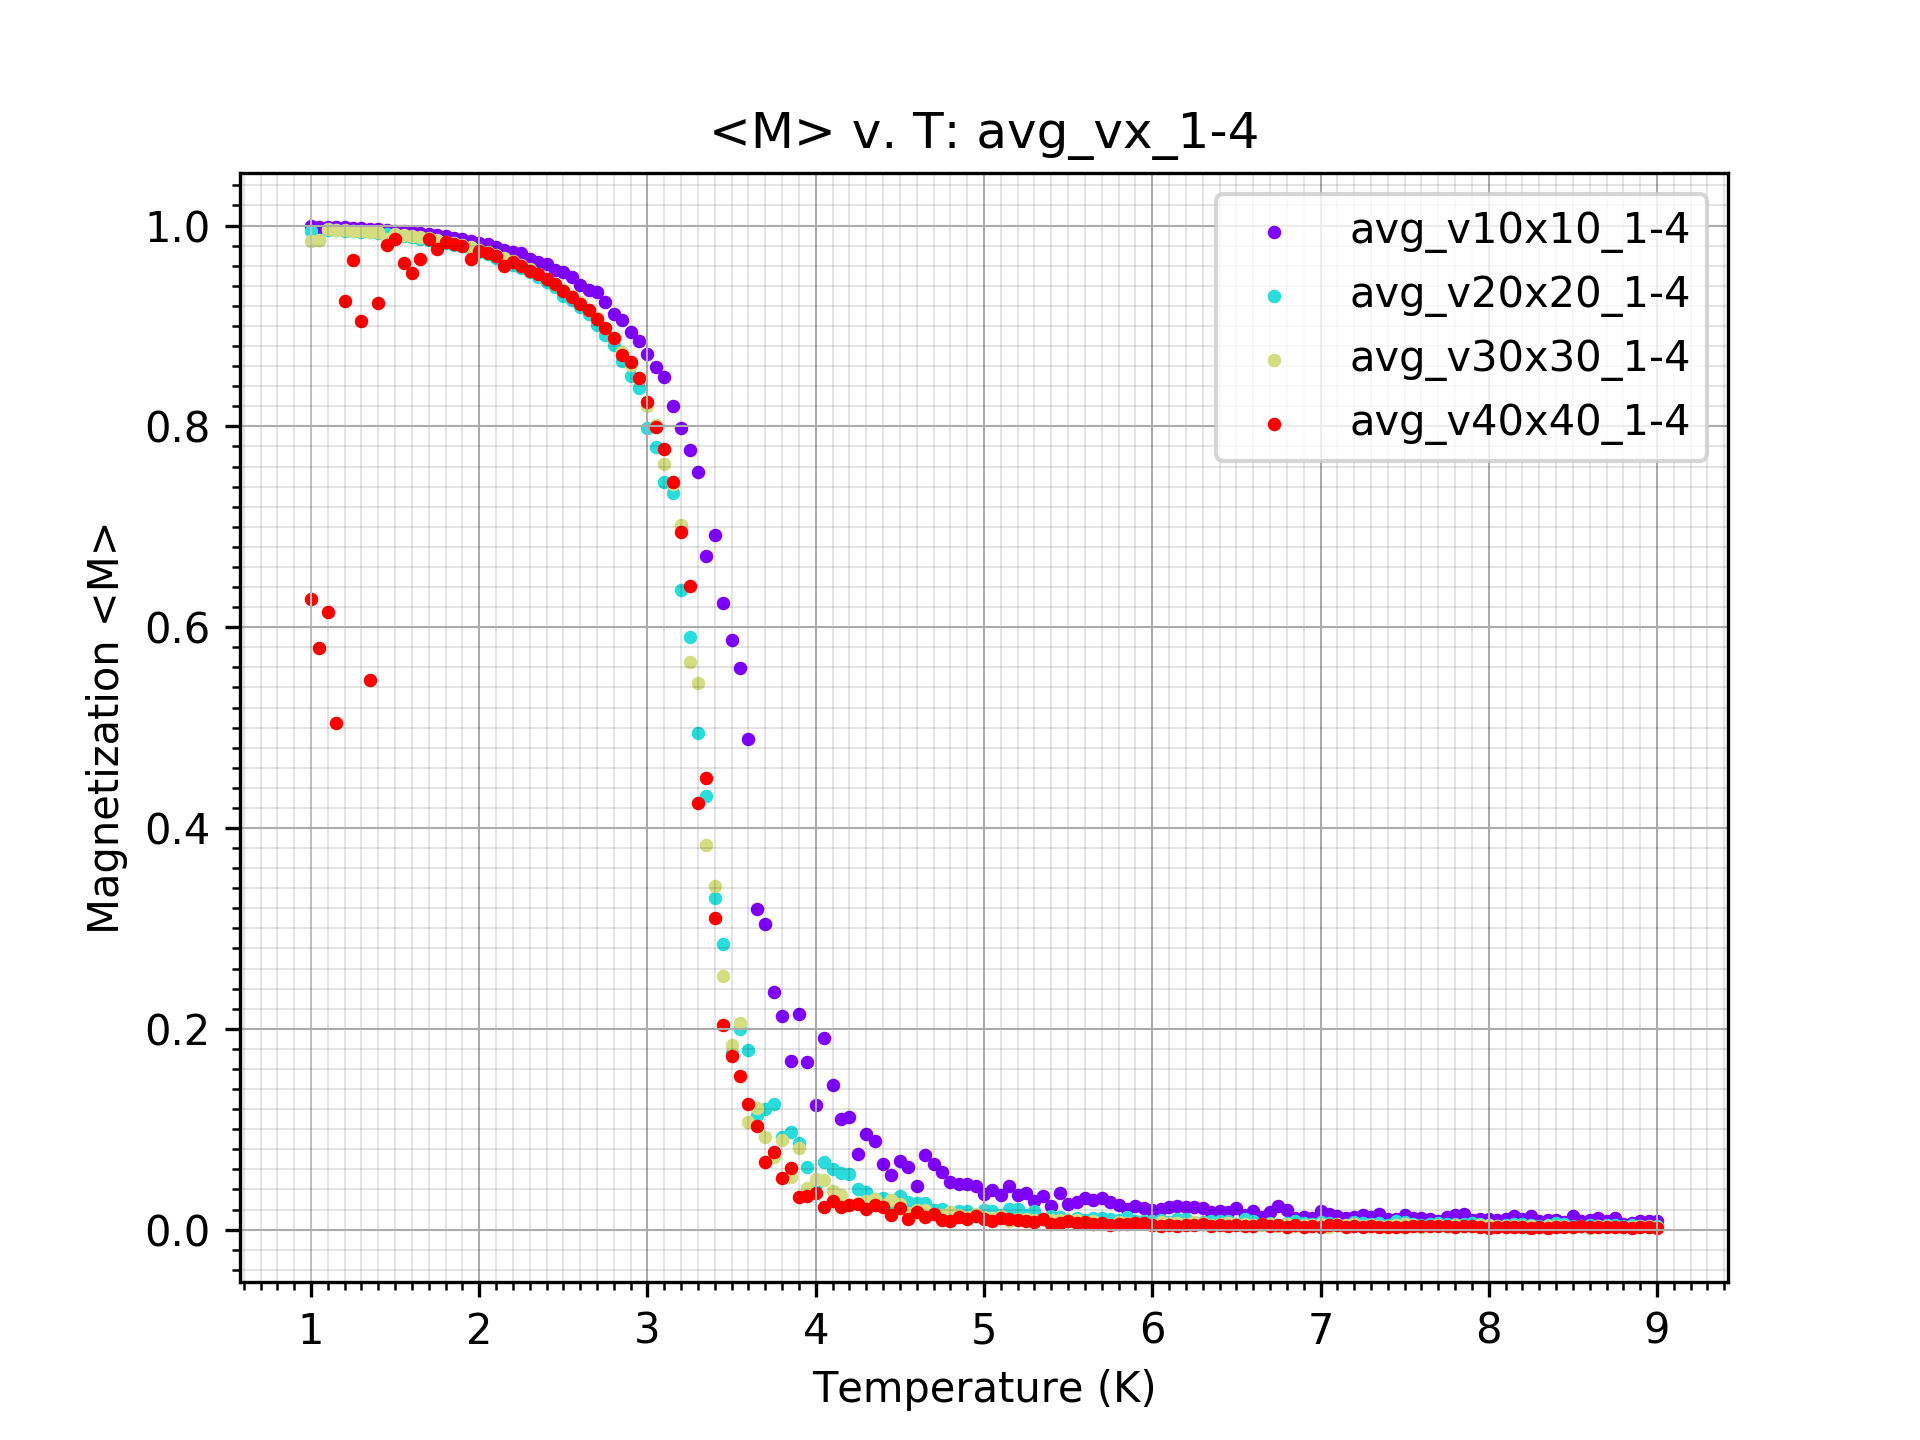 <M> v. T: avg_vx_1-4
avg_v10x10_1-4
avg_v20x20_1-4
avg_v30x30_1-4
avg_v40x40_1-4
Magnetization <M>
1.0
0.8
0.6
0.4
0.2
0.0
1 2 3 4 5 6 7 8 9
Temperature (K)